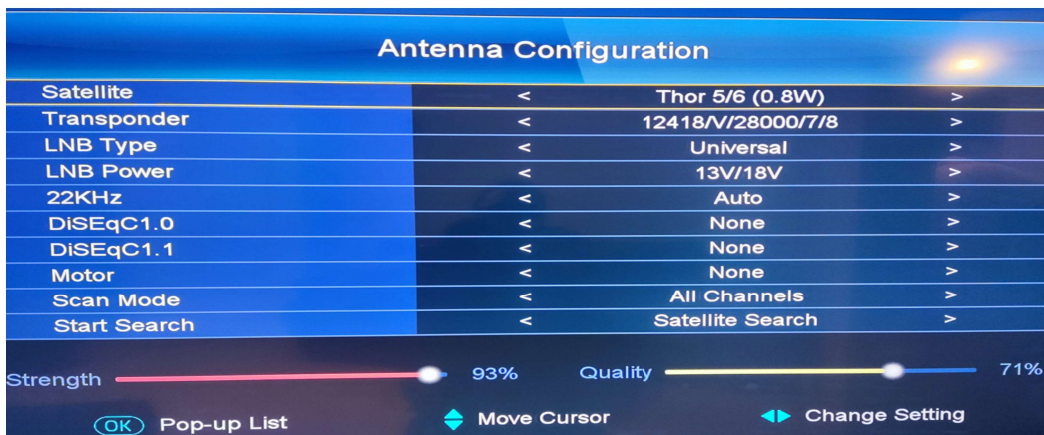 Antenna Configuration
Satellite < Thor 5/6 (0.8W) >
Transponder < 12418/V/28000/7/8 >
LNB Type < Universal >
LNB Power < 13V/18V >
22KHz < Auto >
DiSEqC1.0 < None >
DiSEqC1.1 < None >
Motor < None >
Scan Mode < All Channels >
Start Search < Satellite Search >
Strength 93% Quality 71%
OK Pop-up List Move Cursor Change Setting